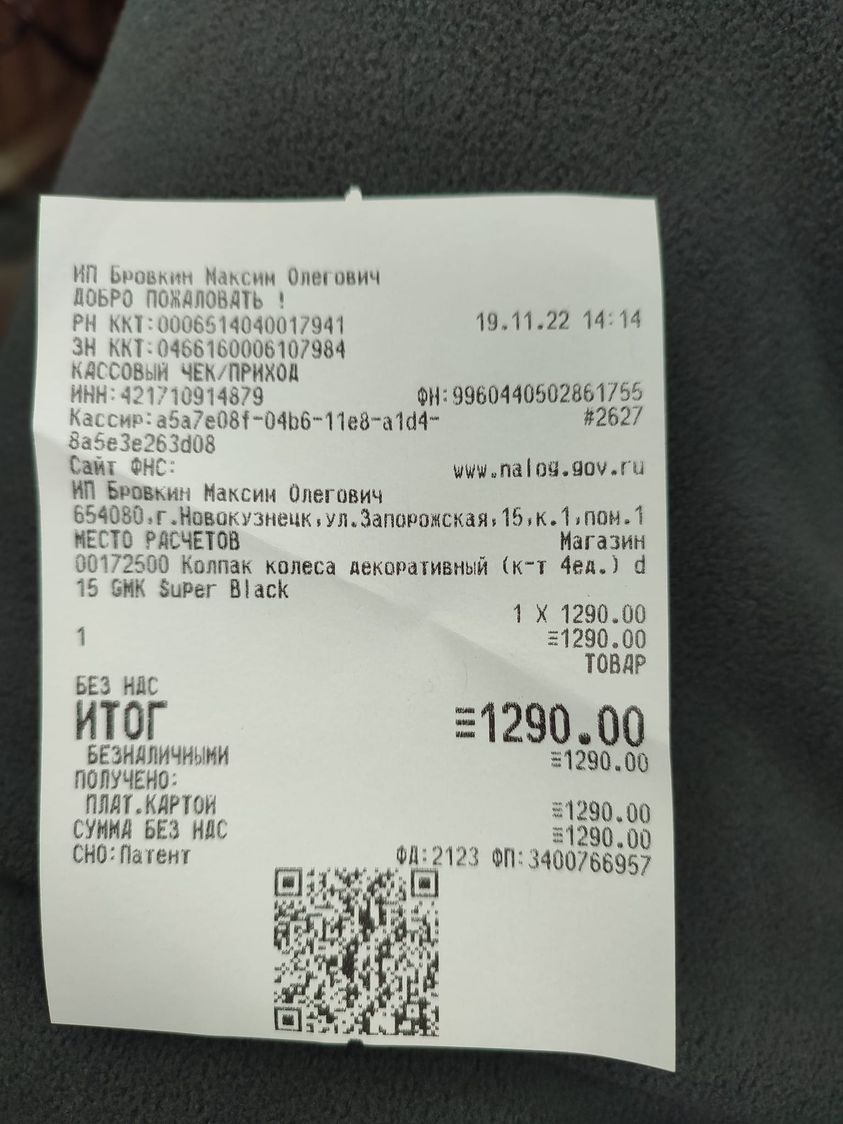 ИП Бровкин Максим Олегович
ДОБРО ПОЖАЛОВАТЬ !
РН ККТ:0006514040017941 19.11.22 14:14
ЗН ККТ:0466160006107984
КАССОВЫЙ ЧЕК/ПРИХОД
ИНН:421710914879 ФН:9960440502861755
Кассир:a5a7e08f-04b6-11e8-a1d4- #2627
8a5e3e263d08
Сайт ФНС: www.nalog.gov.ru
ИП Бровкин Максим Олегович
654080,г.Новокузнецк,ул.Запорожская,15,к.1,пом.1
МЕСТО РАСЧЕТОВ Магазин
00172500 Колпак колеса декоративный (к-т 4ед.) d
15 GMK Super Black
1 X 1290.00
1 ≡1290.00
ТОВАР
БЕЗ НДС
ИТОГ ≡1290.00
БЕЗНАЛИЧНЫМИ ≡1290.00
ПОЛУЧЕНО:
ПЛАТ.КАРТОЙ ≡1290.00
СУММА БЕЗ НДС ≡1290.00
СНО:Патент ФД:2123 ФП:3400766957